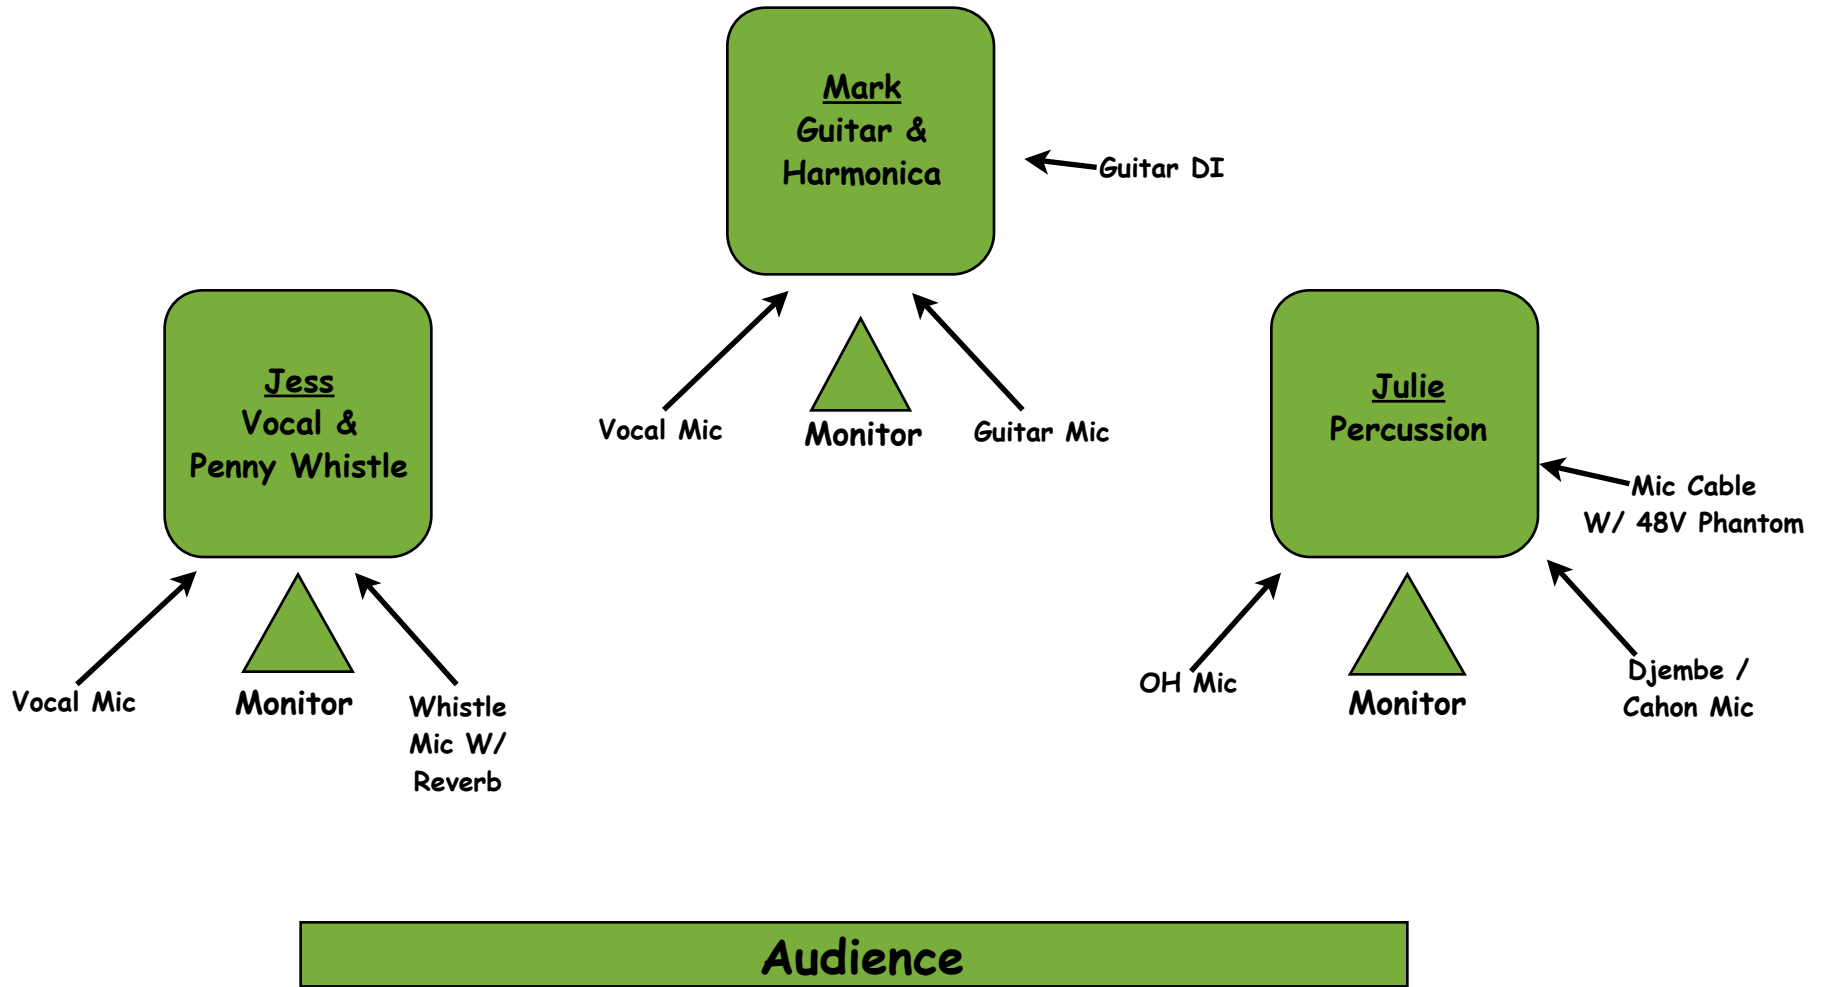 Mark
Guitar &
Harmonica
Guitar DI
Vocal Mic
Monitor
Guitar Mic
Jess
Vocal &
Penny Whistle
Vocal Mic
Monitor
Whistle
Mic W/
Reverb
Julie
Percussion
Mic Cable
W/ 48V Phantom
OH Mic
Monitor
Djembe /
Cahon Mic
Audience